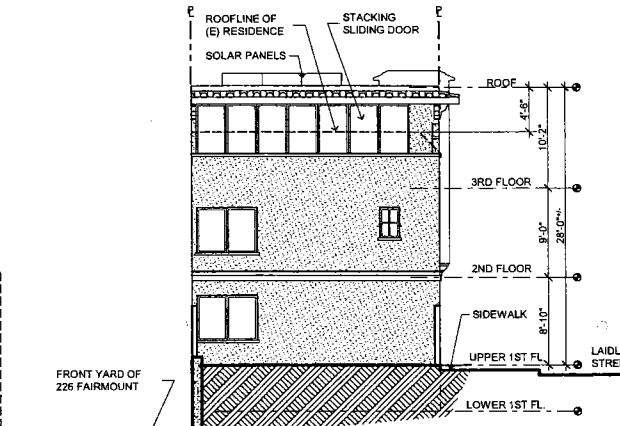 ROOFLINE OF
(E) RESIDENCE
STACKING
SLIDING DOOR
SOLAR PANELS
ROOF
4'-6"
10'-2"
3RD FLOOR
9'-0"
28'-0"+/-
2ND FLOOR
8'-10"
SIDEWALK
UPPER 1ST FL.
LAIDL
STREE
FRONT YARD OF
226 FAIRMOUNT
LOWER 1ST FL.